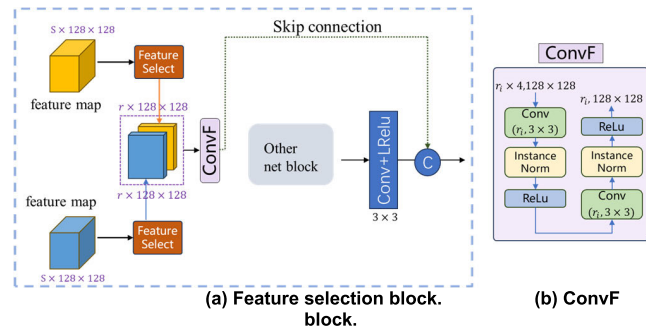 S × 128 × 128
Feature
Select
feature map
r × 128 × 128
r × 128 × 128
feature map
S × 128 × 128
Feature
Select
ConvF
Skip connection
Other
net block
Conv+LRelu
3 × 3
C
(a) Feature selection block.
block.
ConvF
rᵢ × 4,128 × 128
rᵢ, 128 × 128
Conv
(rᵢ, 3 × 3)
Instance
Norm
ReLu
ReLu
Instance
Norm
Conv
(rᵢ, 3 × 3)
(b) ConvF